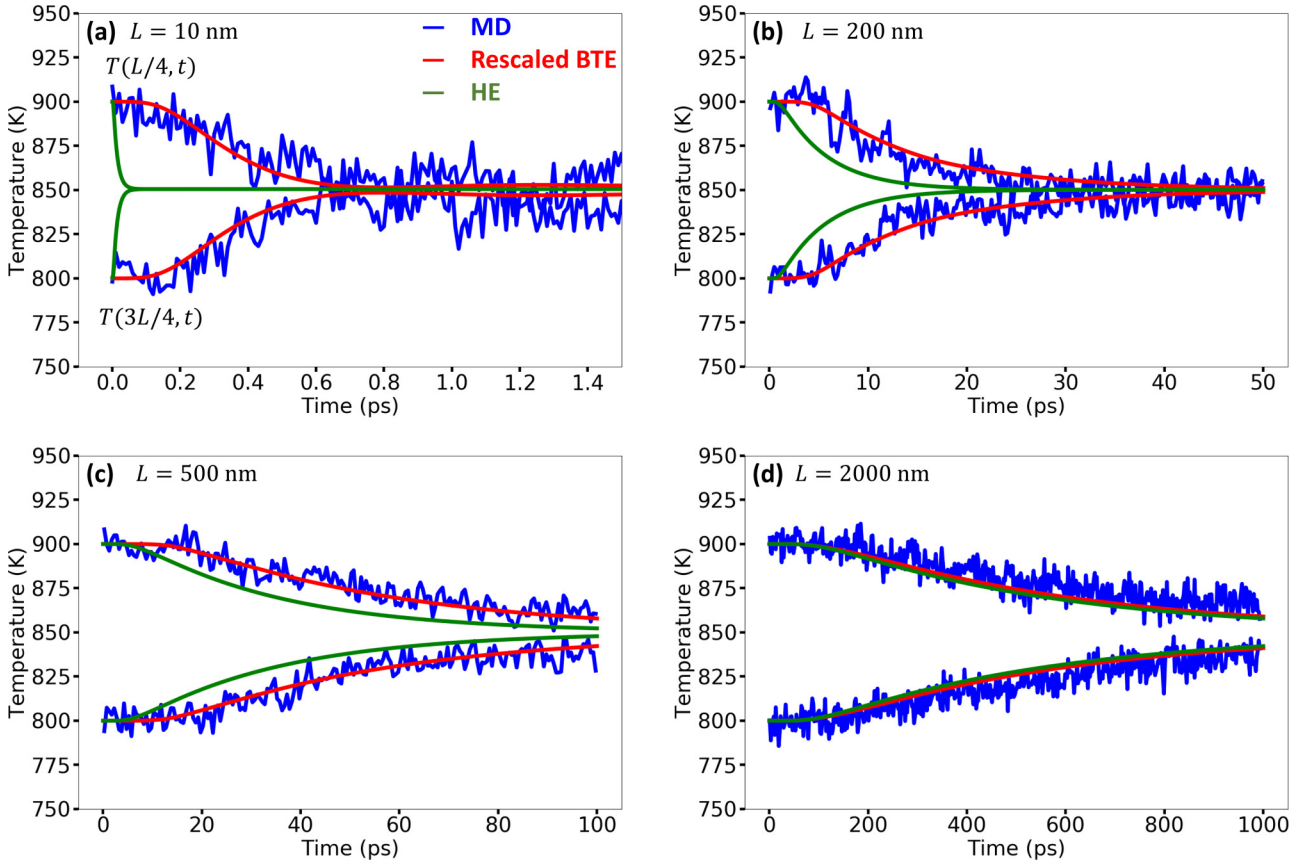 (a) L = 10 nm
T(L/4, t)
MD
Rescaled BTE
HE
T(3L/4, t)
Temperature (K)
950
925
900
875
850
825
800
775
750
0.0 0.2 0.4 0.6 0.8 1.0 1.2 1.4
Time (ps)
(b) L = 200 nm
Temperature (K)
950
925
900
875
850
825
800
775
750
0 10 20 30 40 50
Time (ps)
(c) L = 500 nm
Temperature (K)
950
925
900
875
850
825
800
775
750
0 20 40 60 80 100
Time (ps)
(d) L = 2000 nm
Temperature (K)
950
925
900
875
850
825
800
775
750
0 200 400 600 800 1000
Time (ps)